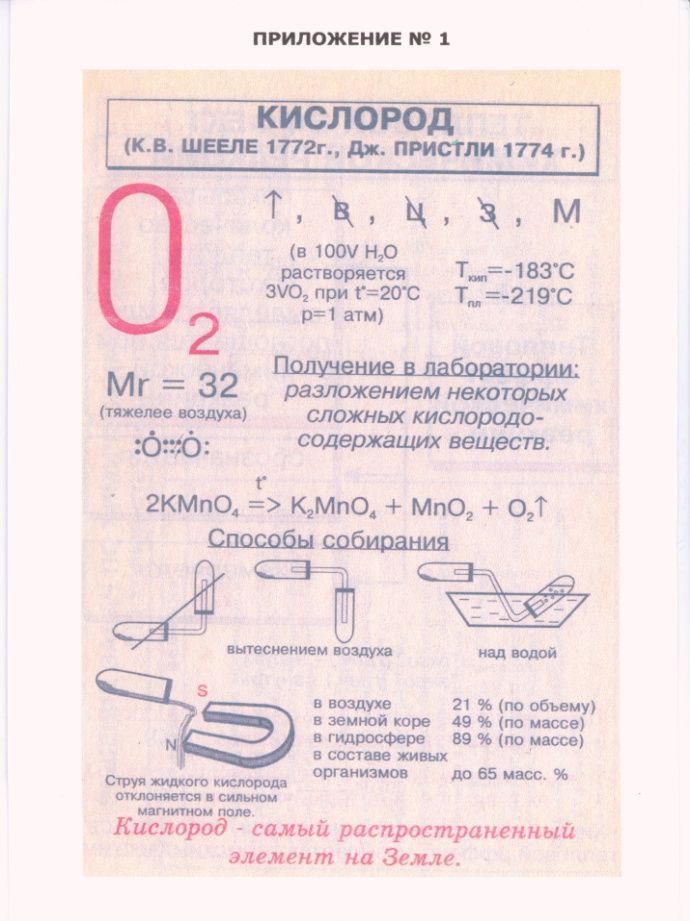 ПРИЛОЖЕНИЕ № 1
КИСЛОРОД
(К.В. ШЕЕЛЕ 1772г., Дж. ПРИСТЛИ 1774 г.)
O₂
↑, В, Ц, З, М
(в 100V H₂O
растворяется
3VO₂ при t°=20°C
p=1 атм)
Tкип=-183°C
Tпл=-219°C
Mr = 32
(тяжелее воздуха)
Получение в лаборатории:
разложением некоторых
сложных кислородо-
содержащих веществ.
:O::O:
t°
2KMnO₄ => K₂MnO₄ + MnO₂ + O₂↑
Способы собирания
вытеснением воздуха
над водой
S
N
Струя жидкого кислорода
отклоняется в сильном
магнитном поле.
в воздухе 21 % (по объему)
в земной коре 49 % (по массе)
в гидросфере 89 % (по массе)
в составе живых
организмов до 65 масс. %
Кислород - самый распространенный
элемент на Земле.